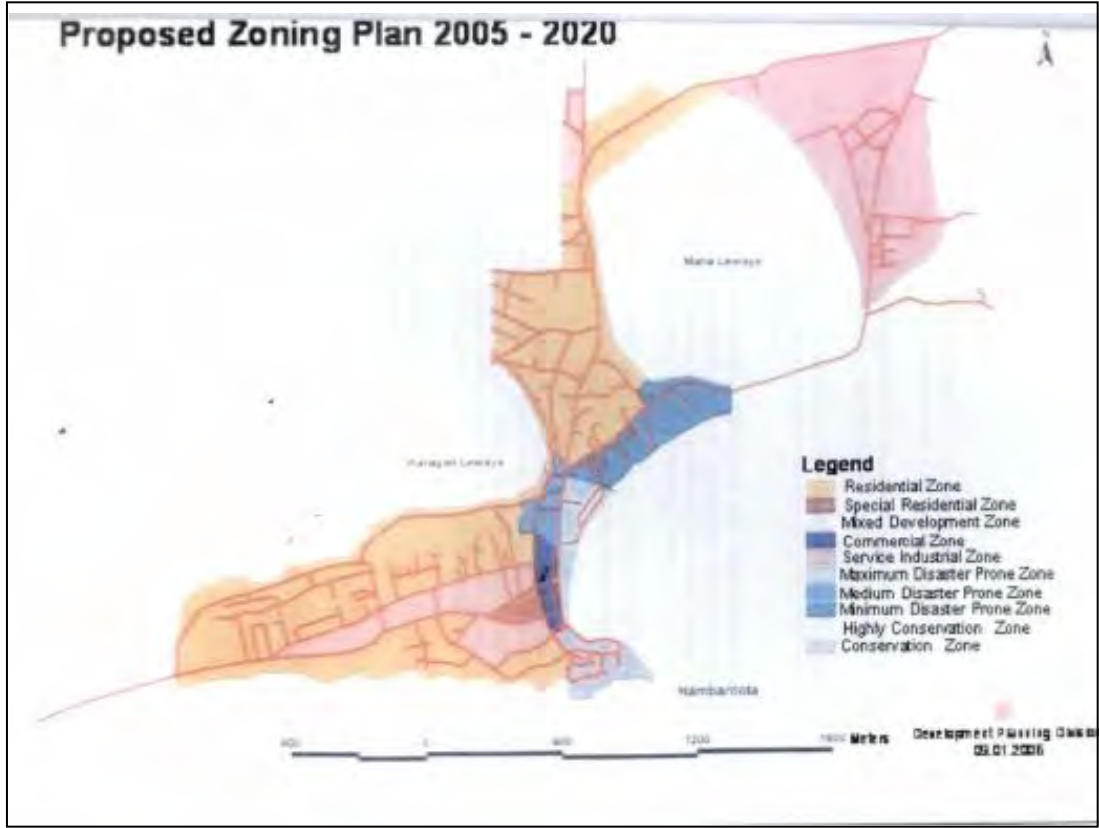 Proposed Zoning Plan 2005 - 2020
Maha Lewaya
Lewaya
Legend
Residential Zone
Special Residential Zone
Mixed Development Zone
Commercial Zone
Service Industrial Zone
Maximum Disaster Prone Zone
Medium Disaster Prone Zone
Minimum Disaster Prone Zone
Highly Conservation Zone
Conservation Zone
Hambantota
600 1200 Meters
Development Planning Divisio
09.01.2006